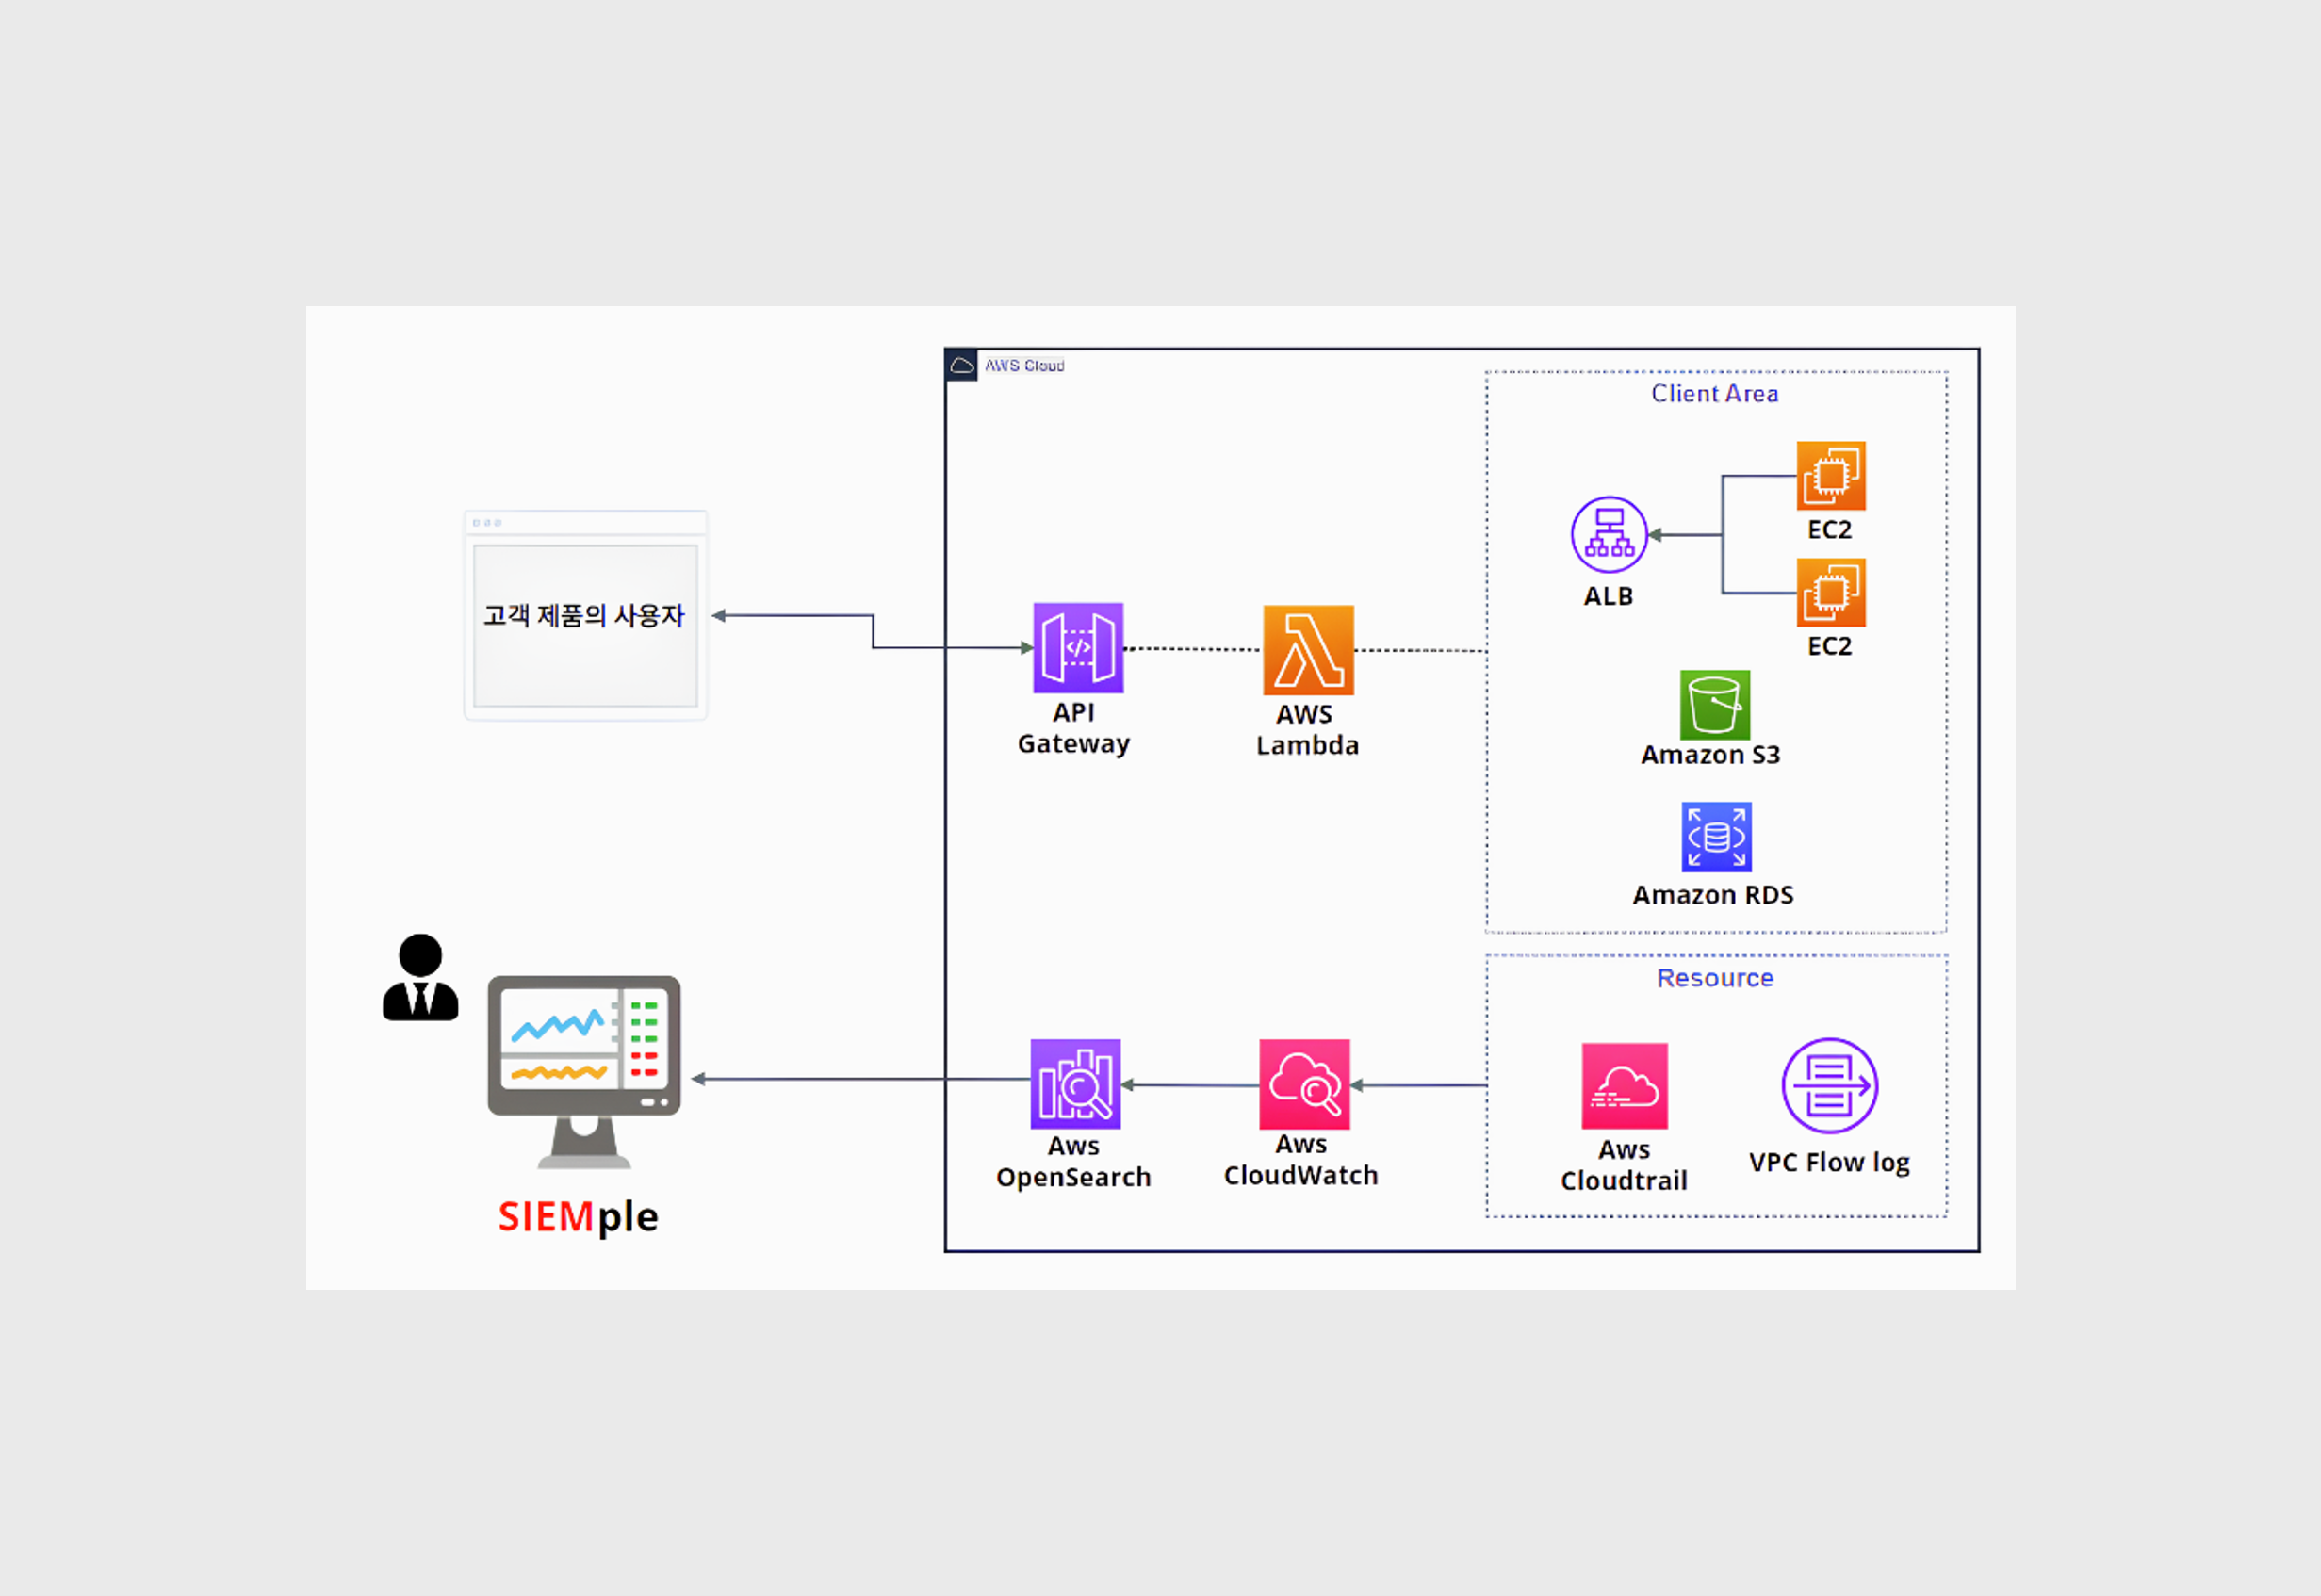 AWS Cloud
Client Area
EC2
ALB
EC2
고객 제품의 사용자
API
Gateway
AWS
Lambda
Amazon S3
Amazon RDS
Resource
Aws
OpenSearch
Aws
CloudWatch
Aws
Cloudtrail
VPC Flow log
SIEMple